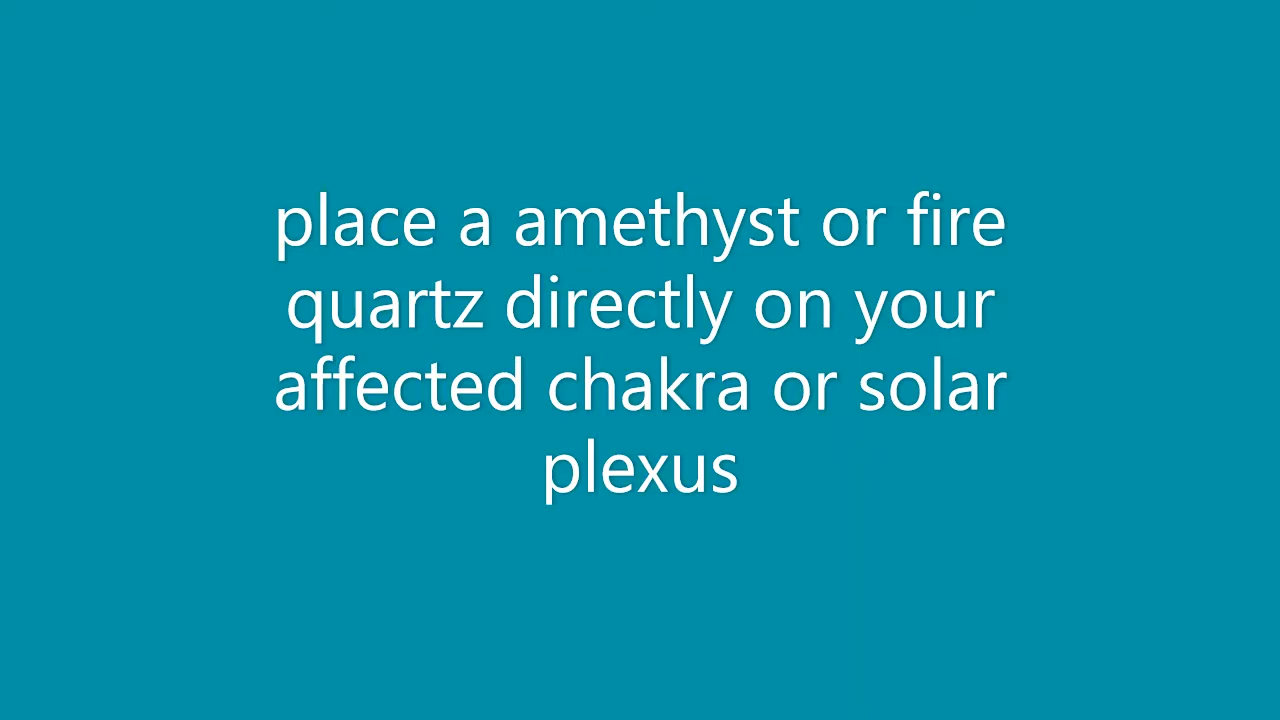 place a amethyst or fire
quartz directly on your
affected chakra or solar
plexus